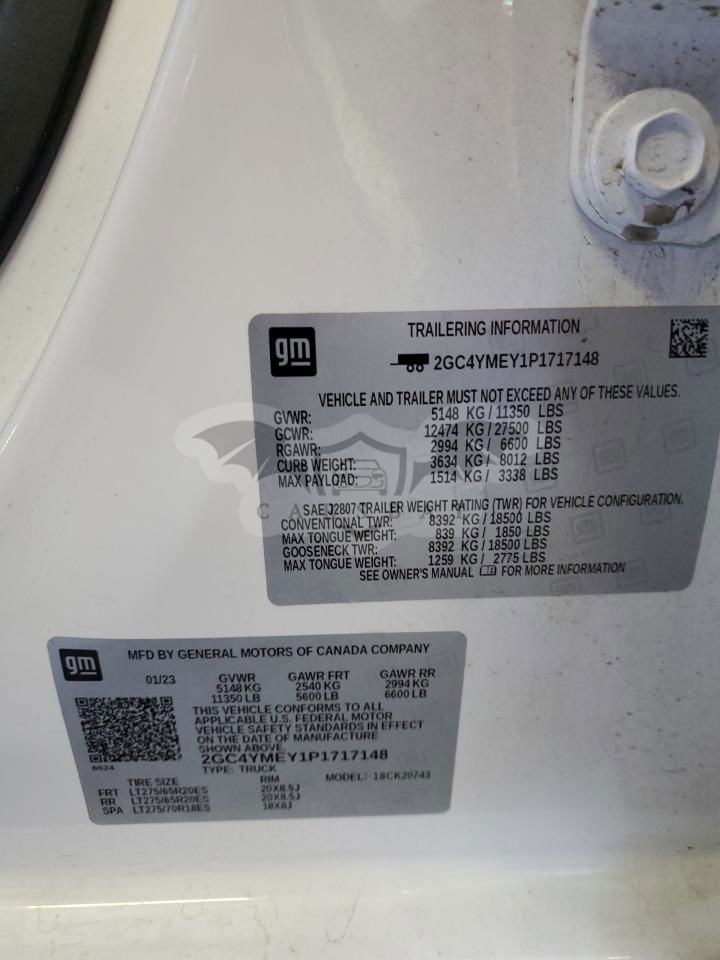 gm
TRAILERING INFORMATION
2GC4YMEY1P1717148
VEHICLE AND TRAILER MUST NOT EXCEED ANY OF THESE VALUES.
GVWR: 5148 KG / 11350 LBS
GCWR: 12474 KG / 27500 LBS
RGAWR: 2994 KG / 6600 LBS
CURB WEIGHT: 3634 KG / 8012 LBS
MAX PAYLOAD: 1514 KG / 3338 LBS
SAE J2807 TRAILER WEIGHT RATING (TWR) FOR VEHICLE CONFIGURATION.
CONVENTIONAL TWR: 8392 KG / 18500 LBS
MAX TONGUE WEIGHT: 839 KG / 1850 LBS
GOOSENECK TWR: 8392 KG / 18500 LBS
MAX TONGUE WEIGHT: 1259 KG / 2775 LBS
SEE OWNER'S MANUAL FOR MORE INFORMATION
gm
MFD BY GENERAL MOTORS OF CANADA COMPANY
01/23 GVWR GAWR FRT GAWR RR
5148 KG 2540 KG 2994 KG
11350 LB 5600 LB 6600 LB
THIS VEHICLE CONFORMS TO ALL
APPLICABLE U.S. FEDERAL MOTOR
VEHICLE SAFETY STANDARDS IN EFFECT
ON THE DATE OF MANUFACTURE
SHOWN ABOVE.
2GC4YMEY1P1717148
8624 TYPE: TRUCK MODEL: 18CK20743
TIRE SIZE RIM
FRT LT275/65R20ES 20X8.5J
RR LT275/65R20ES 20X8.5J
SPA LT275/70R18ES 18X8J